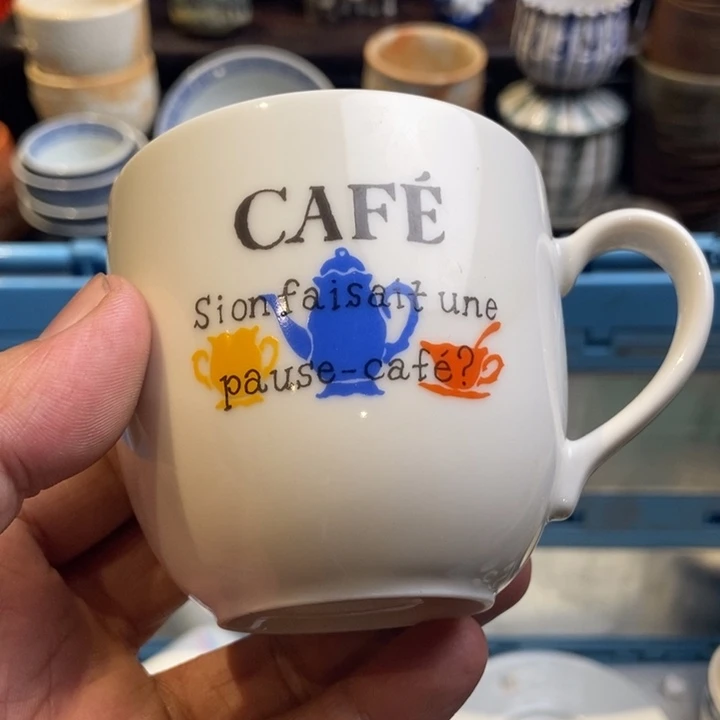 CAFÉ
Si on faisait une
pause-café?